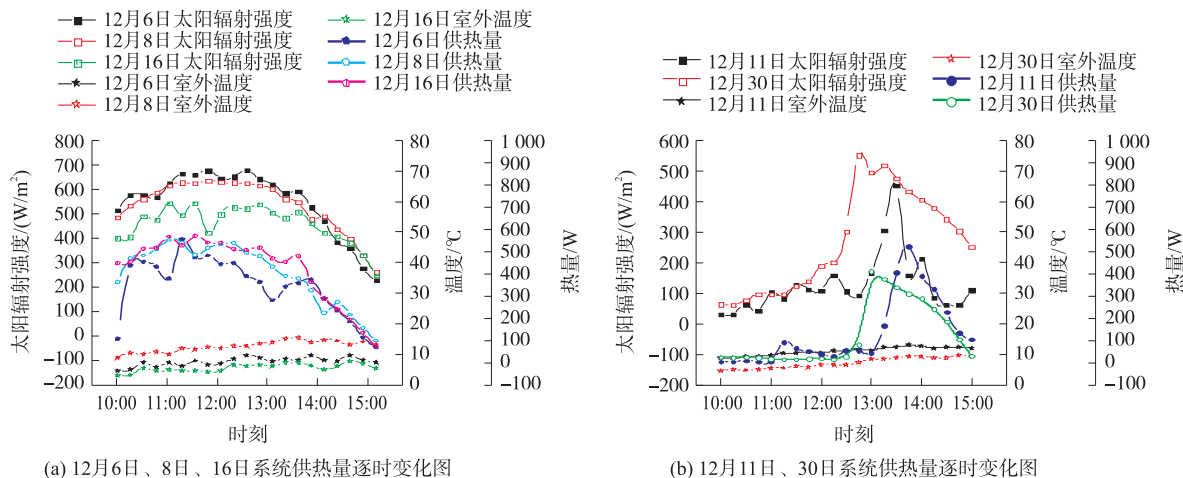 12月6日太阳辐射强度
12月8日太阳辐射强度
12月16日太阳辐射强度
12月6日室外温度
12月8日室外温度
12月16日室外温度
12月6日供热量
12月8日供热量
12月16日供热量
太阳辐射强度/(W/m²)
800
700
600
500
400
300
200
100
0
−100
−200
10:00 11:00 12:00 13:00 14:00 15:00
时刻
80
70
60
50
40
30
20
10
0
温度/℃
1 000
900
800
700
600
500
400
300
200
100
0
−100
热量/W
(a) 12月6日、8日、16日系统供热量逐时变化图
12月11日太阳辐射强度
12月30日太阳辐射强度
12月11日室外温度
12月30日室外温度
12月11日供热量
12月30日供热量
太阳辐射强度/(W/m²)
600
500
400
300
200
100
0
−100
−200
10:00 11:00 12:00 13:00 14:00 15:00
时刻
80
70
60
50
40
30
20
10
0
温度/℃
1 000
900
800
700
600
500
400
300
200
100
0
−100
热量/W
(b) 12月11日、30日系统供热量逐时变化图